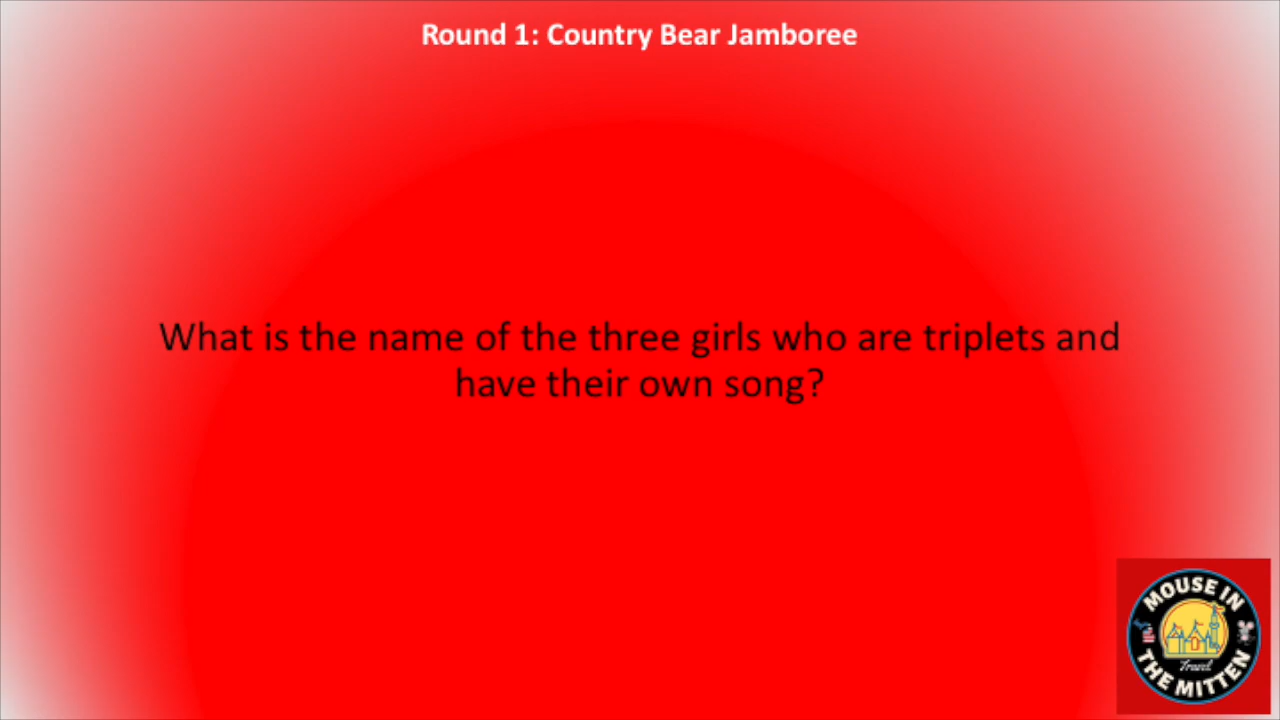 Round 1: Country Bear Jamboree
What is the name of the three girls who are triplets and
have their own song?
MOUSE IN
Travel
THE MITTEN